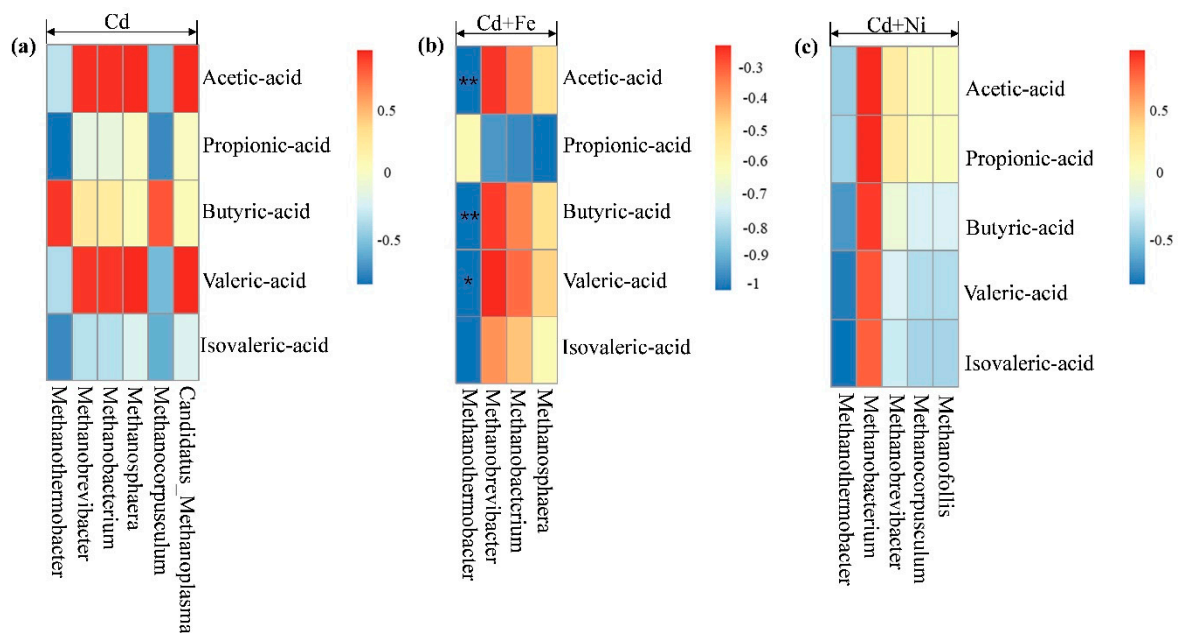 Cd
(a)
Acetic-acid
Propionic-acid
Butyric-acid
Valeric-acid
Isovaleric-acid
0.5
0
-0.5
Methanothermobacter
Methanobrevibacter
Methanobacterium
Methanosphaera
Mcthanocorpusculum
Candidatus_Methanoplasma
Cd+Fe
(b)
**
**
*
Acetic-acid
Propionic-acid
Butyric-acid
Valeric-acid
Isovaleric-acid
-0.3
-0.4
-0.5
-0.6
-0.7
-0.8
-0.9
-1
Methanothermobacter
Methanobrevibacter
Mcthanobactrium
Methanosphaera
Cd+Ni
(c)
Acetic-acid
Propionic-acid
Butyric-acid
Valeric-acid
Isovaleric-acid
0.5
0
-0.5
Methanothermobacter
Methanobacterium
Methanobrevibacter
Methanocorpusculum
Mcthanofollis